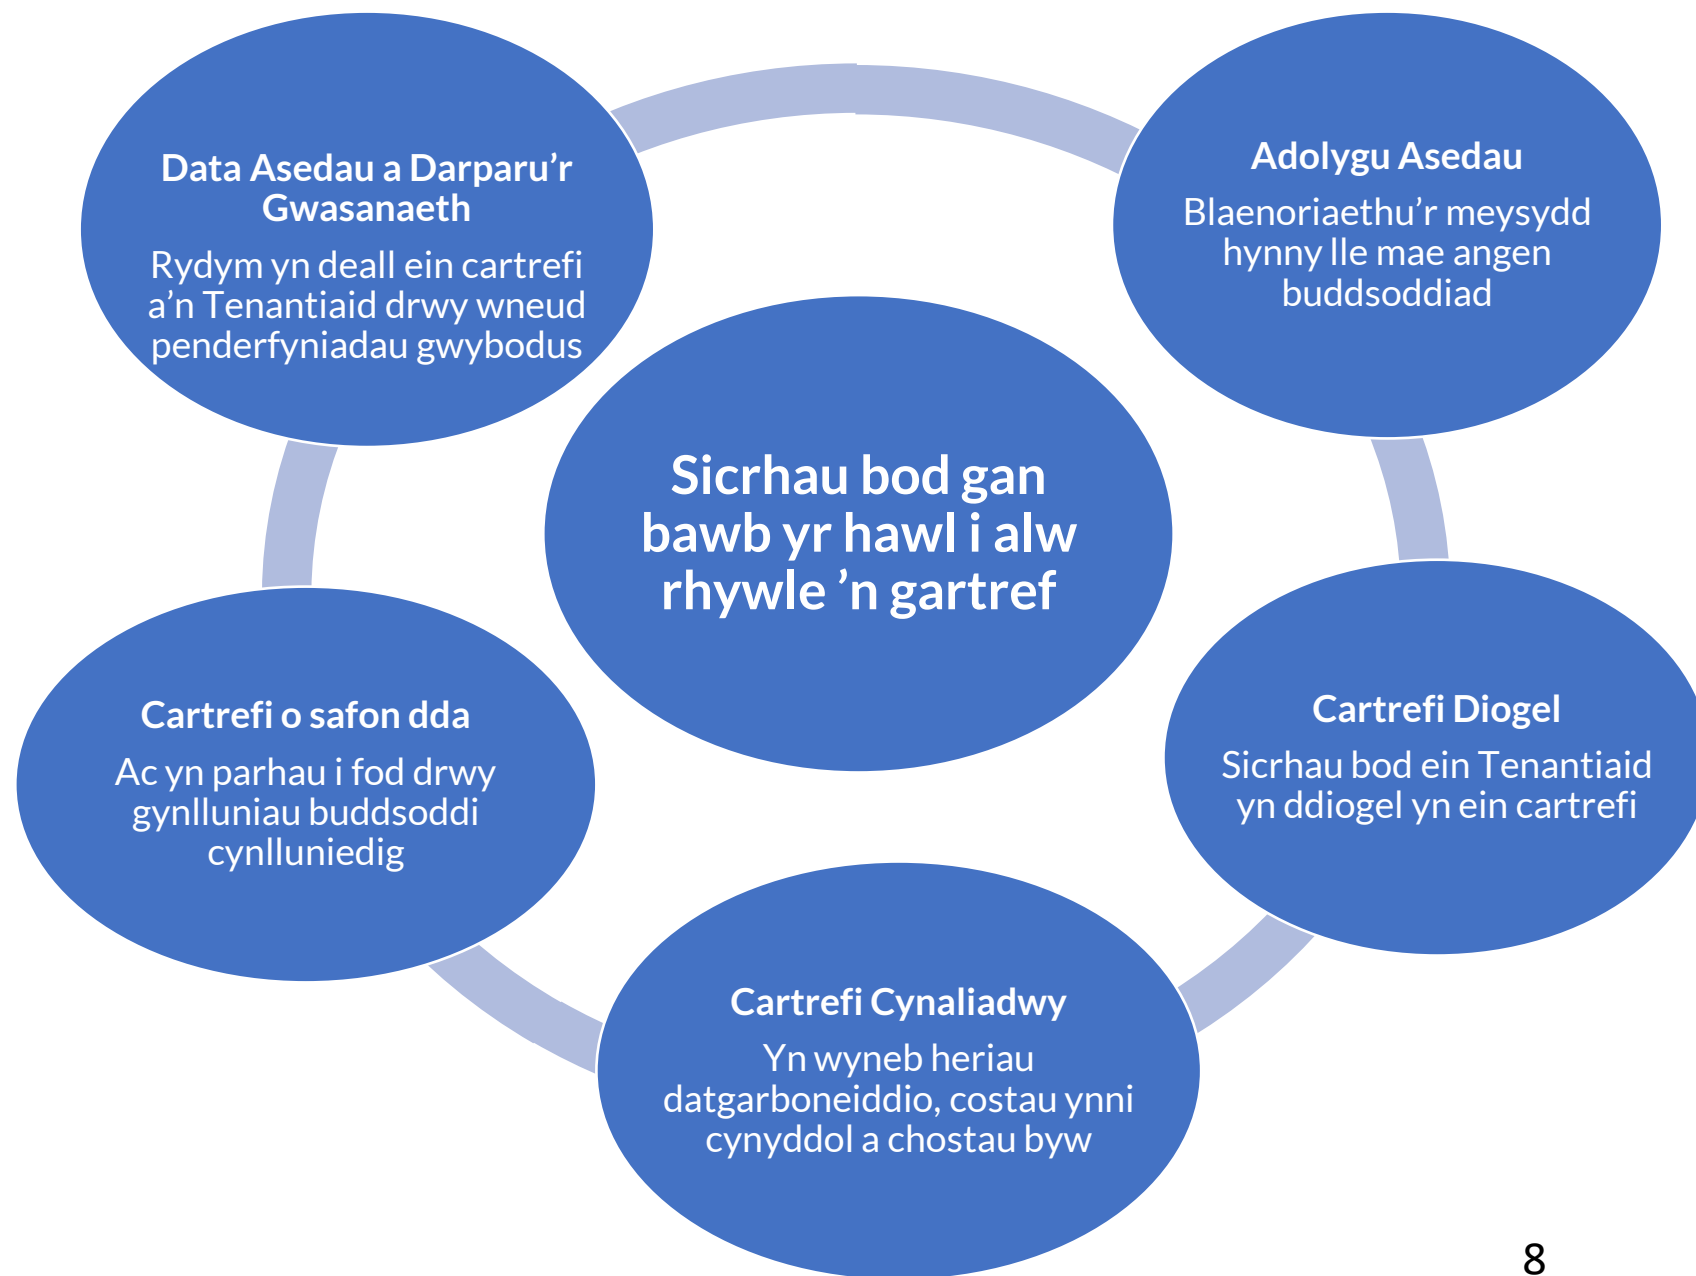 Data Asedau a Darparu’r
Gwasanaeth
Rydym yn deall ein cartrefi
a’n Tenantiaid drwy wneud
penderfyniadau gwybodus
Adolygu Asedau
Blaenoriaethu’r meysydd
hynny lle mae angen
buddsoddiad
Sicrhau bod gan
bawb yr hawl i alw
rhywle ’n gartref
Cartrefi o safon dda
Ac yn parhau i fod drwy
gynlluniau buddsoddi
cynlluniedig
Cartrefi Diogel
Sicrhau bod ein Tenantiaid
yn ddiogel yn ein cartrefi
Cartrefi Cynaliadwy
Yn wyneb heriau
datgarboneiddio, costau ynni
cynyddol a chostau byw
8